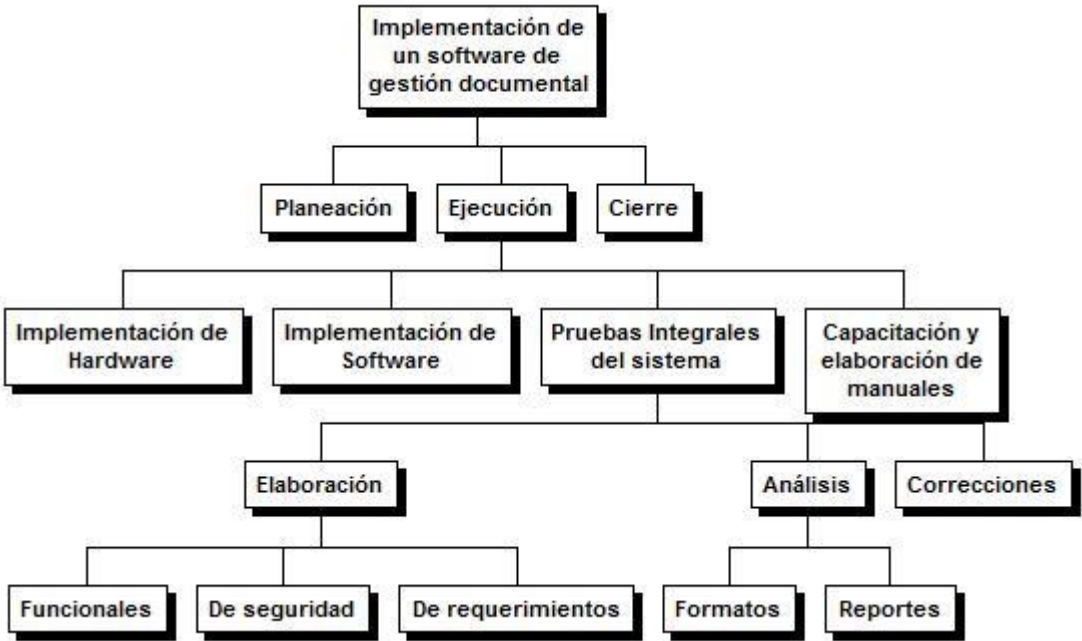 Implementación de
un software de
gestión documental
Planeación
Ejecución
Cierre
Implementación de
Hardware
Implementación de
Software
Pruebas Integrales
del sistema
Capacitación y
elaboración de
manuales
Elaboración
Análisis
Correcciones
Funcionales
De seguridad
De requerimientos
Formatos
Reportes